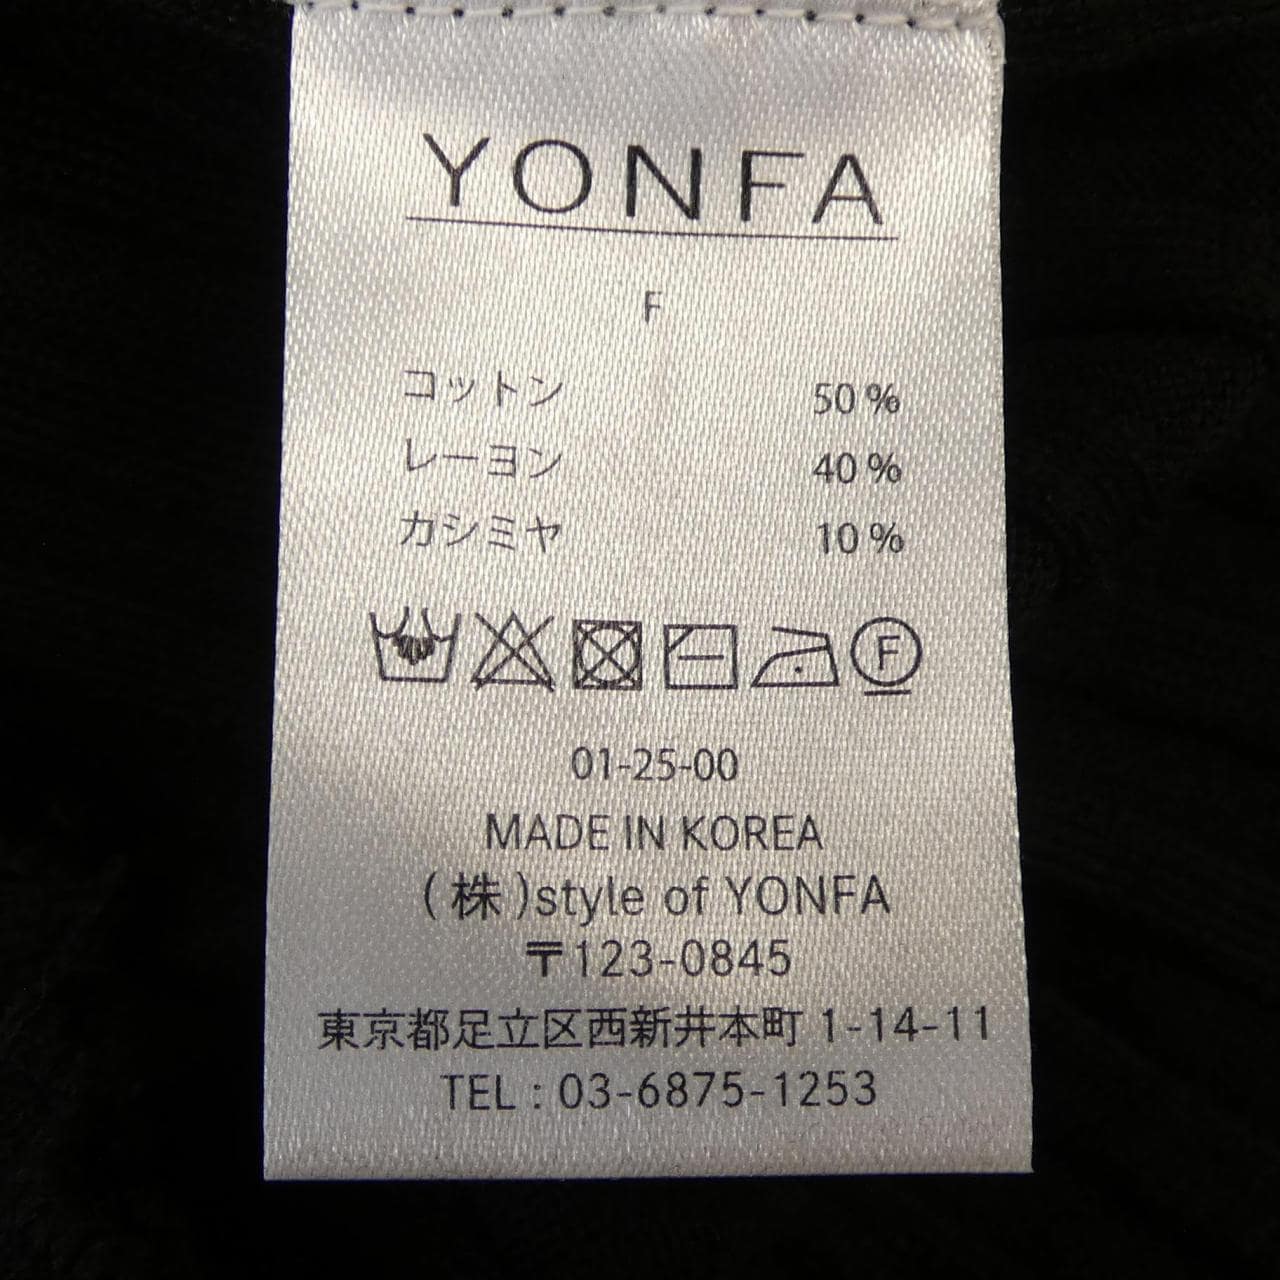 YONFA
F
コットン 50%
レーヨン 40%
カシミヤ 10%
F
01-25-00
MADE IN KOREA
(株)style of YONFA
〒123-0845
東京都足立区西新井本町 1-14-11
TEL : 03-6875-1253